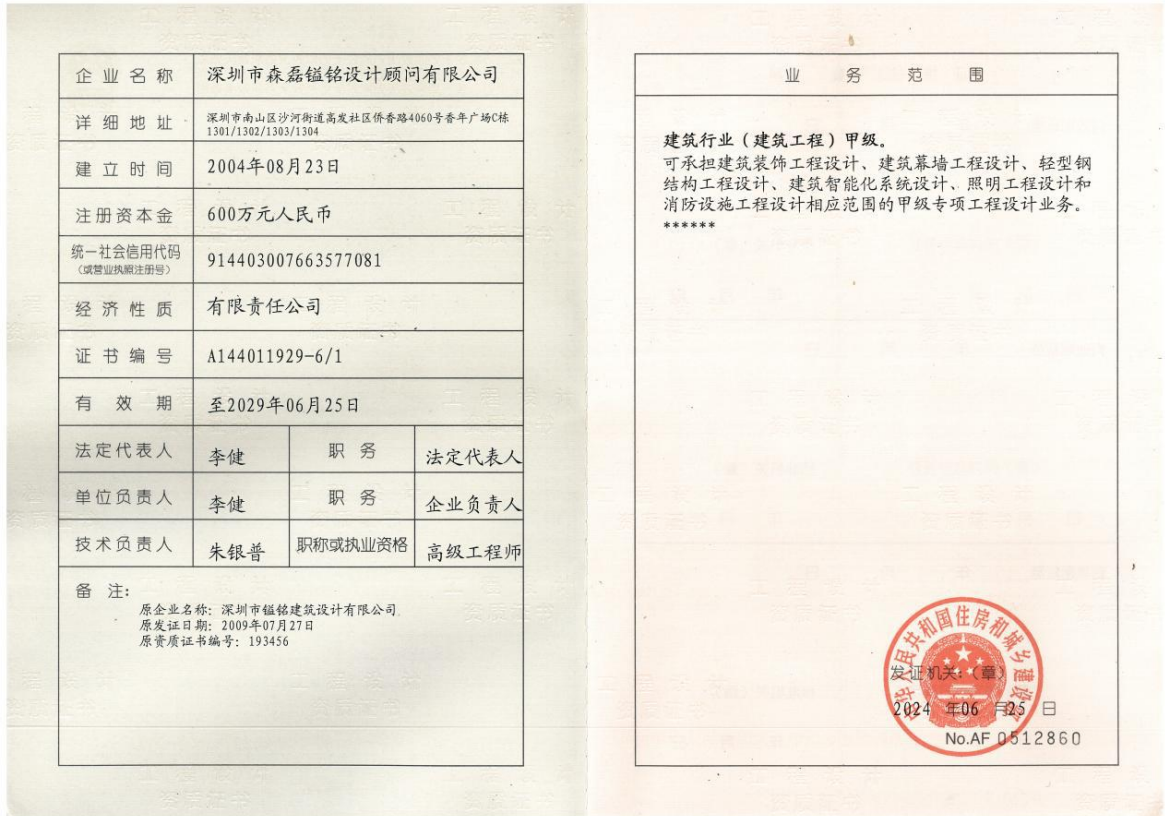 企业名称 深圳市森磊镒铭设计顾问有限公司
详细地址 深圳市南山区沙河街道高发社区侨香路4060号香年广场C栋
1301/1302/1303/1304
建立时间 2004年08月23日
注册资本金 600万元人民币
统一社会信用代码
(或营业执照注册号) 914403007663577081
经济性质 有限责任公司
证书编号 A144011929-6/1
有效期 至2029年06月25日
法定代表人 李健 职务 法定代表人
单位负责人 李健 职务 企业负责人
技术负责人 朱银普 职称或执业资格 高级工程师
备注:
原企业名称: 深圳市镒铭建筑设计有限公司
原发证日期: 2009年07月27日
原资质证书编号: 193456
业务范围
建筑行业(建筑工程)甲级。
可承担建筑装饰工程设计、建筑幕墙工程设计、轻型钢
结构工程设计、建筑智能化系统设计、照明工程设计和
消防设施工程设计相应范围的甲级专项工程设计业务。
******
中华人民共和国住房和城乡建设部
发证机关:(章)
2024年06月25日
No.AF 0512860